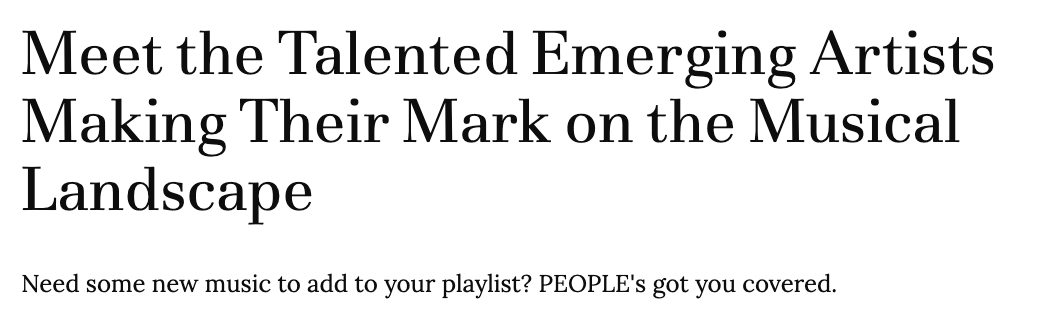 Meet the Talented Emerging Artists
Making Their Mark on the Musical
Landscape
Need some new music to add to your playlist? PEOPLE's got you covered.